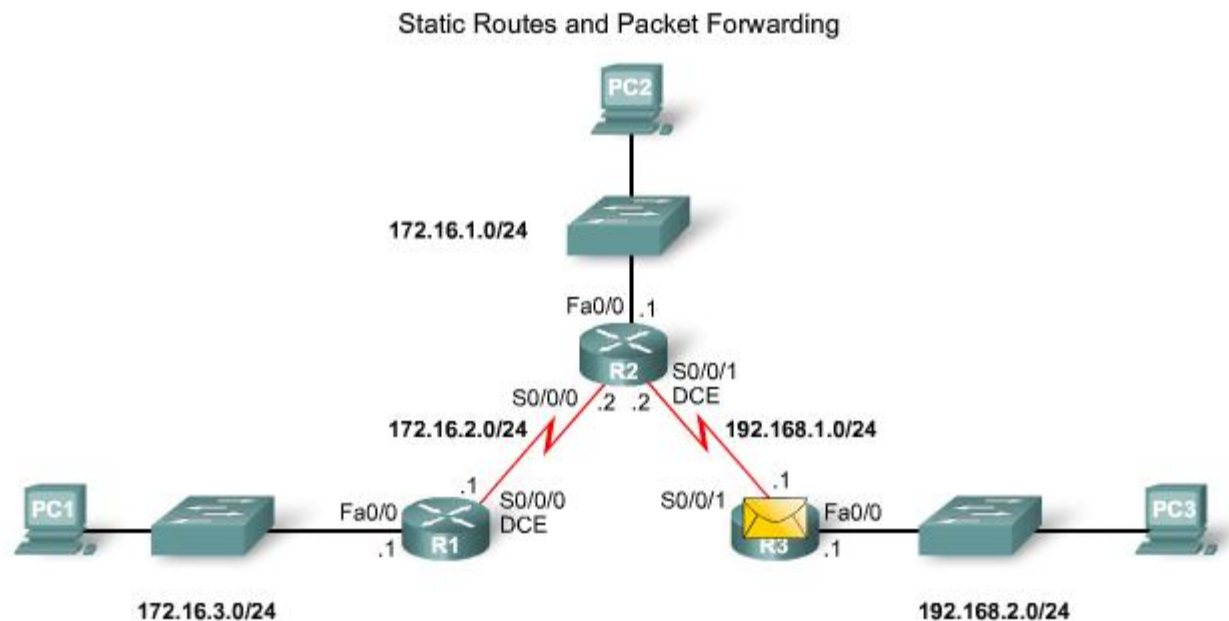 Static Routes and Packet Forwarding
PC2
172.16.1.0/24
Fa0/0
.1
R2
S0/0/0
.2
.2
S0/0/1
DCE
172.16.2.0/24
192.168.1.0/24
PC1
Fa0/0
.1
.1
S0/0/0
DCE
R1
S0/0/1
.1
R3
Fa0/0
.1
PC3
172.16.3.0/24
192.168.2.0/24